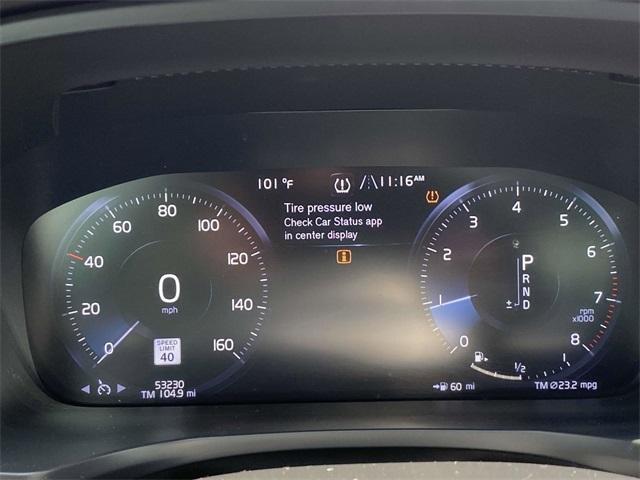 101 °F 11:16 AM
Tire pressure low
Check Car Status app
in center display
0 20 40 60 80 100 120 140 160
0
mph
SPEED
LIMIT
40
53230
TM 104.9 mi
0 1 2 3 4 5 6 7 8
P
R
N
D
±
rpm
x1000
1/2
1
60 mi
TM Ø23.2 mpg